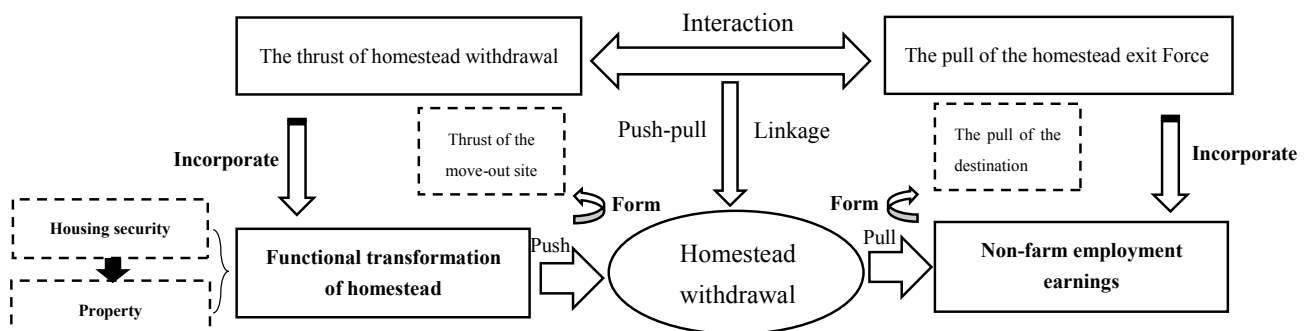 Interaction
The thrust of homestead withdrawal
The pull of the homestead exit Force
Thrust of the
move-out site
Push-pull
Linkage
The pull of the
destination
Incorporate
Incorporate
Form
Form
Housing security
Property
Functional transformation
of homestead
Push
Homestead
withdrawal
Pull
Non-farm employment
earnings